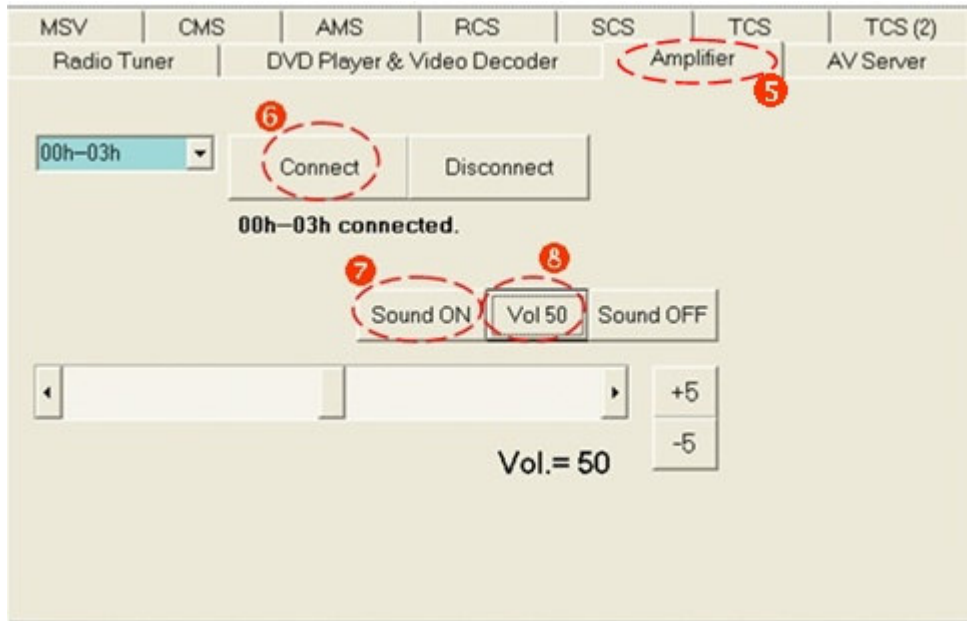 MSV CMS AMS RCS SCS TCS TCS (2)
Radio Tuner DVD Player & Video Decoder Amplifier AV Server
5
6
00h—03h Connect Disconnect
00h—03h connected.
7 8
Sound ON Vol 50 Sound OFF
+5
-5
Vol.= 50